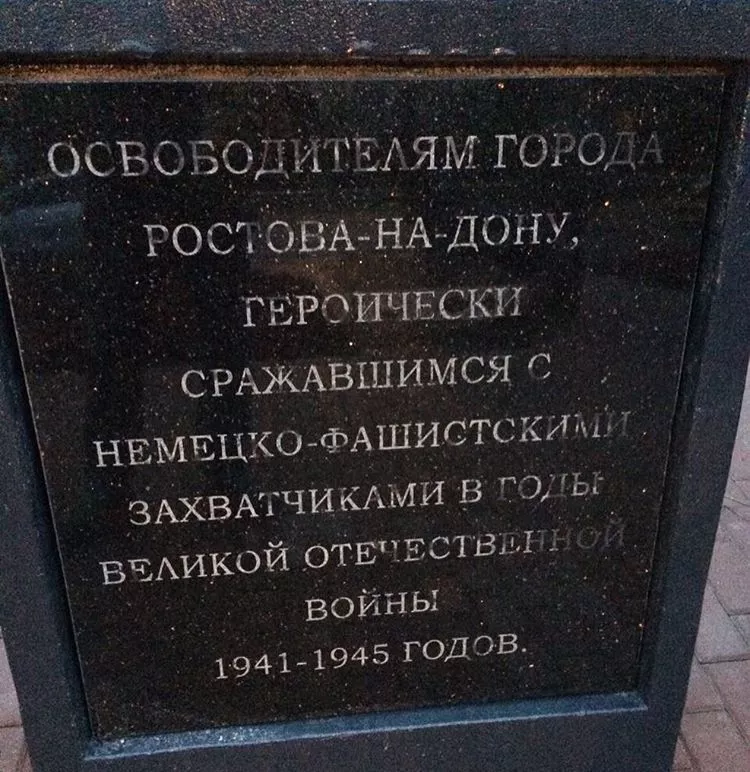 ОСВОБОДИТЕЛЯМ ГОРОДА
РОСТОВА-НА-ДОНУ,
ГЕРОИЧЕСКИ
СРАЖАВШИМСЯ С
НЕМЕЦКО-ФАШИСТСКИМИ
ЗАХВАТЧИКАМИ В ГОДЫ
ВЕЛИКОЙ ОТЕЧЕСТВЕННОЙ
ВОЙНЫ
1941-1945 ГОДОВ.